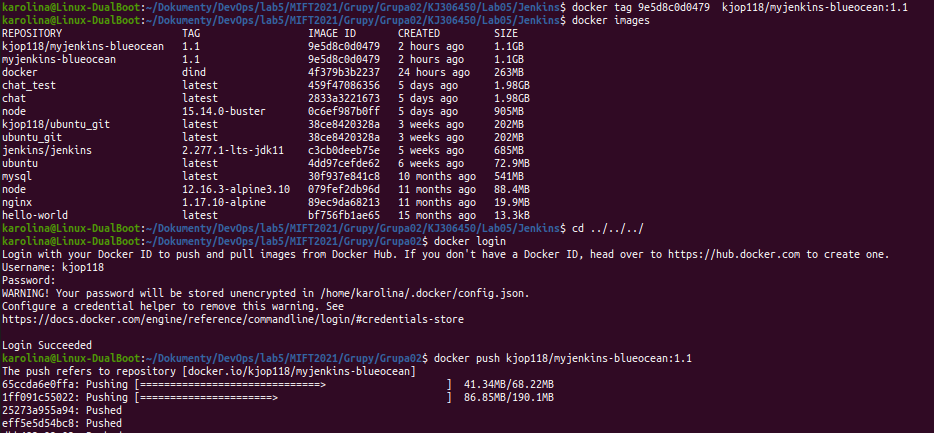 karolina@Linux-DualBoot:~/Dokumenty/DevOps/lab5/MIFT2021/Grupy/Grupa02/KJ306450/Lab05/Jenkins$ docker tag 9e5d8c0d0479  kjop118/myjenkins-blueocean:1.1
karolina@Linux-DualBoot:~/Dokumenty/DevOps/lab5/MIFT2021/Grupy/Grupa02/KJ306450/Lab05/Jenkins$ docker images
REPOSITORY                   TAG                  IMAGE ID       CREATED         SIZE
kjop118/myjenkins-blueocean  1.1                  9e5d8c0d0479   2 hours ago     1.1GB
myjenkins-blueocean          1.1                  9e5d8c0d0479   2 hours ago     1.1GB
docker                       dind                 4f379b3b2237   24 hours ago    263MB
chat_test                    latest               459f47086356   5 days ago      1.98GB
chat                         latest               2833a3221673   5 days ago      1.98GB
node                         15.14.0-buster       0c6ef987b0ff   5 days ago      905MB
kjop118/ubuntu_git           latest               38ce8420328a   3 weeks ago     202MB
ubuntu_git                   latest               38ce8420328a   3 weeks ago     202MB
jenkins/jenkins              2.277.1-lts-jdk11    c3cb0deeb75e   5 weeks ago     685MB
ubuntu                       latest               4dd97cefde62   6 weeks ago     72.9MB
mysql                        latest               30f937e841c8   10 months ago   541MB
node                         12.16.3-alpine3.10   079fef2db96d   11 months ago   88.4MB
nginx                        1.17.10-alpine       89ec9da68213   11 months ago   19.9MB
hello-world                  latest               bf756fb1ae65   15 months ago   13.3kB
karolina@Linux-DualBoot:~/Dokumenty/DevOps/lab5/MIFT2021/Grupy/Grupa02/KJ306450/Lab05/Jenkins$ cd ../../../
karolina@Linux-DualBoot:~/Dokumenty/DevOps/lab5/MIFT2021/Grupy/Grupa02$ docker login
Login with your Docker ID to push and pull images from Docker Hub. If you don't have a Docker ID, head over to https://hub.docker.com to create one.
Username: kjop118
Password:
WARNING! Your password will be stored unencrypted in /home/karolina/.docker/config.json.
Configure a credential helper to remove this warning. See
https://docs.docker.com/engine/reference/commandline/login/#credentials-store
Login Succeeded
karolina@Linux-DualBoot:~/Dokumenty/DevOps/lab5/MIFT2021/Grupy/Grupa02$ docker push kjop118/myjenkins-blueocean:1.1
The push refers to repository [docker.io/kjop118/myjenkins-blueocean]
65ccda6e0ffa: Pushing [==============================>                    ]  41.34MB/68.22MB
1ff091c55022: Pushing [======================>                            ]  86.85MB/190.1MB
25273a955a94: Pushed
eff5e5d54bc8: Pushed